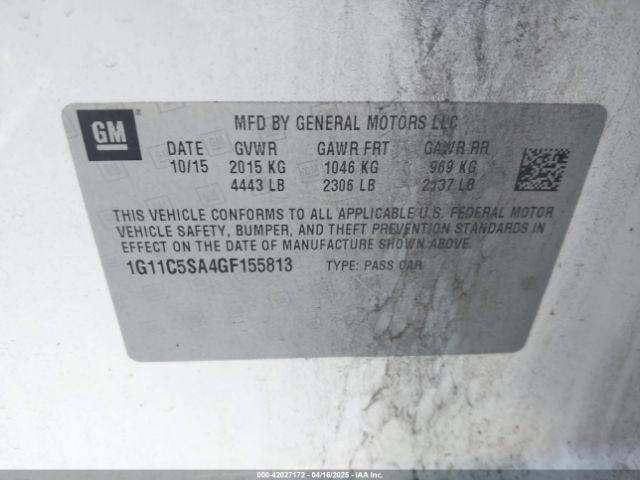 GM
MFD BY GENERAL MOTORS LLC
DATE GVWR GAWR FRT GAWR RR
10/15 2015 KG 1046 KG 969 KG
4443 LB 2306 LB 2137 LB
THIS VEHICLE CONFORMS TO ALL APPLICABLE U.S. FEDERAL MOTOR
VEHICLE SAFETY, BUMPER, AND THEFT PREVENTION STANDARDS IN
EFFECT ON THE DATE OF MANUFACTURE SHOWN ABOVE.
1G11C5SA4GF155813 TYPE: PASS CAR
000-42027172 - 04/16/2025 - IAAI.COM